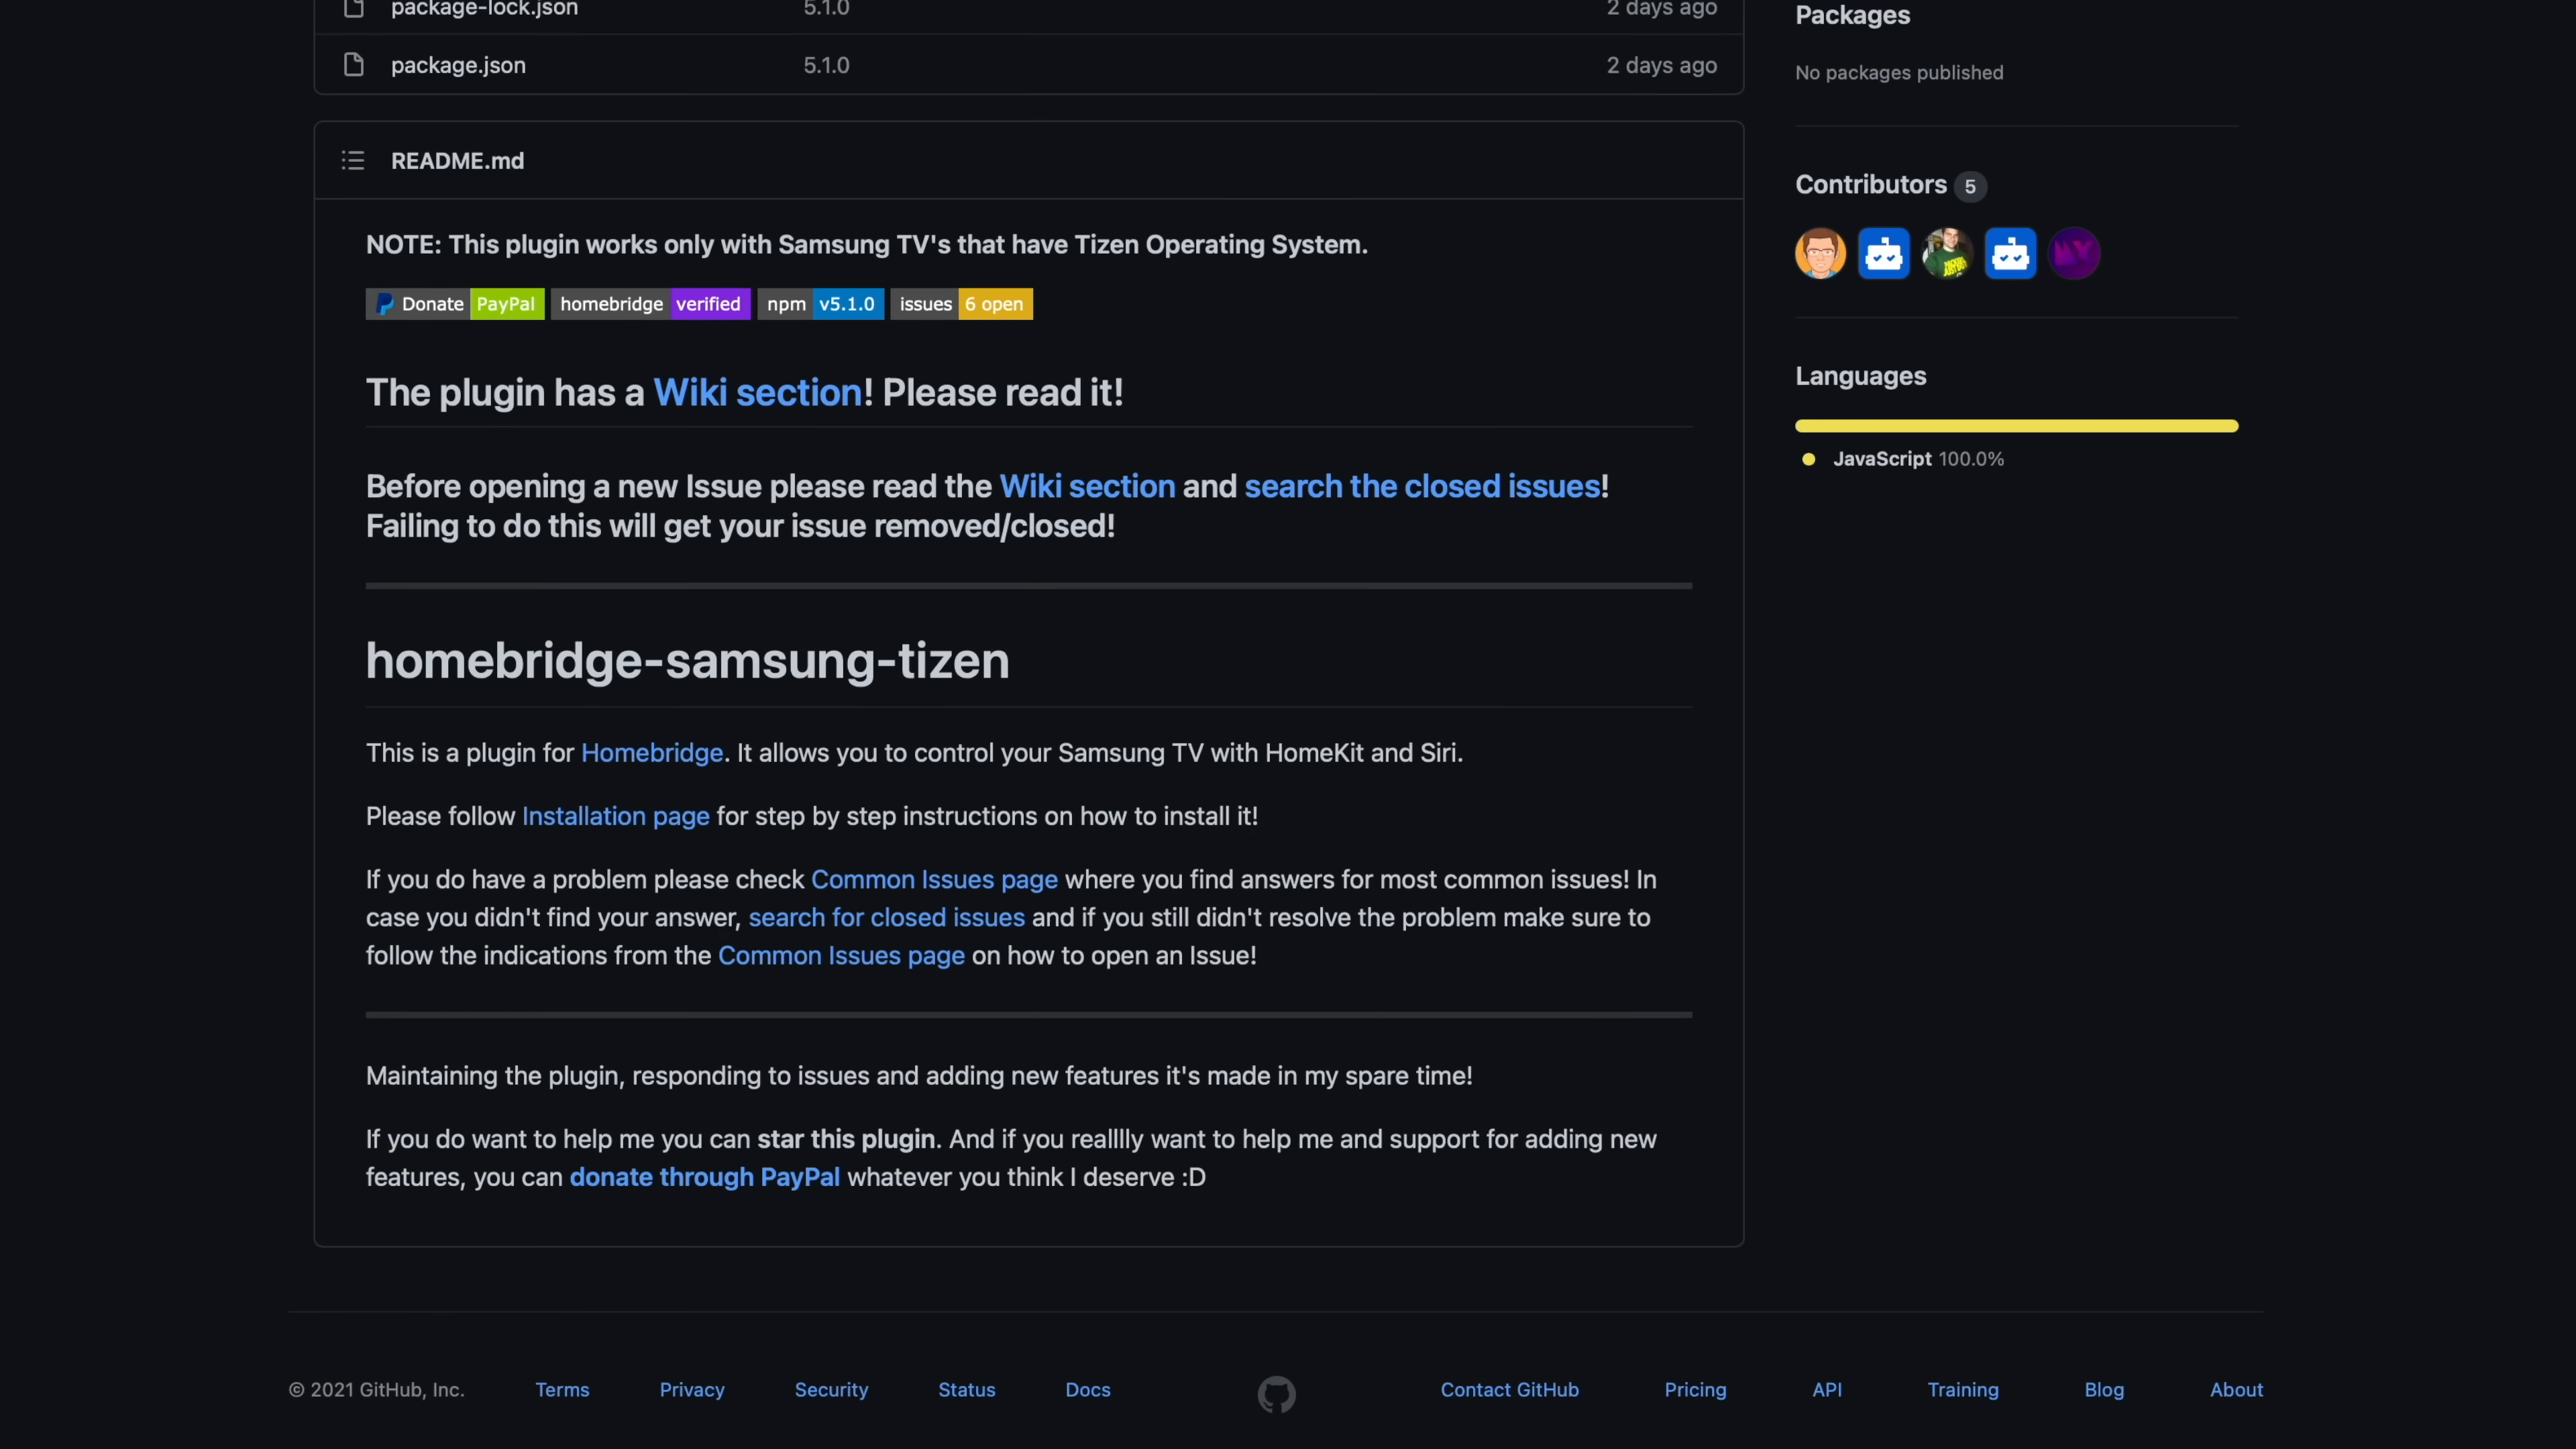 package-lock.json 5.1.0 2 days ago
package.json 5.1.0 2 days ago
README.md
NOTE: This plugin works only with Samsung TV's that have Tizen Operating System.
Donate PayPal homebridge verified npm v5.1.0 issues 6 open
The plugin has a Wiki section! Please read it!
Before opening a new Issue please read the Wiki section and search the closed issues!
Failing to do this will get your issue removed/closed!
homebridge-samsung-tizen
This is a plugin for Homebridge. It allows you to control your Samsung TV with HomeKit and Siri.
Please follow Installation page for step by step instructions on how to install it!
If you do have a problem please check Common Issues page where you find answers for most common issues! In
case you didn't find your answer, search for closed issues and if you still didn't resolve the problem make sure to
follow the indications from the Common Issues page on how to open an Issue!
Maintaining the plugin, responding to issues and adding new features it's made in my spare time!
If you do want to help me you can star this plugin. And if you reallly want to help me and support for adding new
features, you can donate through PayPal whatever you think I deserve :D
Packages
No packages published
Contributors 5
Languages
JavaScript 100.0%
© 2021 GitHub, Inc. Terms Privacy Security Status Docs Contact GitHub Pricing API Training Blog About